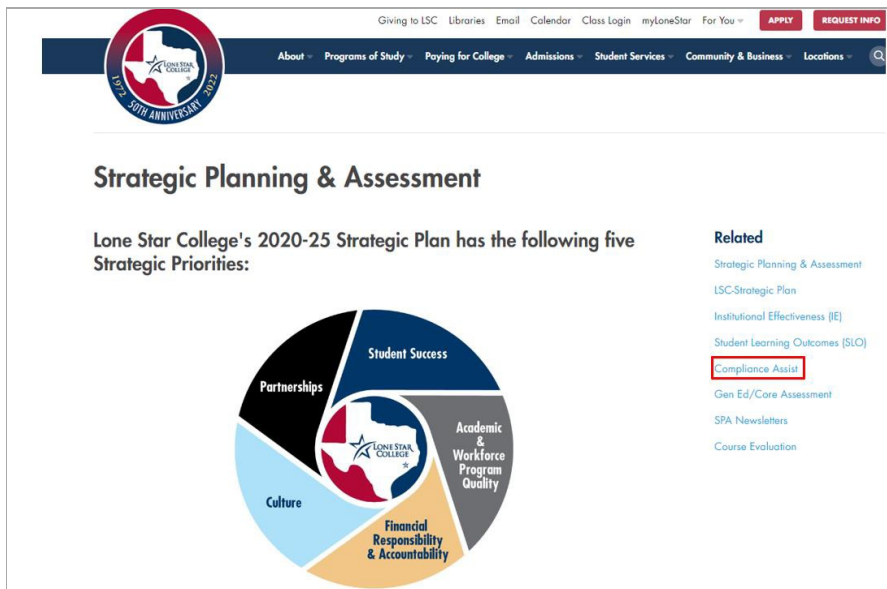 Giving to LSC Libraries Email Calendar Class Login myLoneStar For You APPLY REQUEST INFO
About Programs of Study Paying for College Admissions Student Services Community & Business Locations
LONE STAR
COLLEGE
1972 50TH ANNIVERSARY 2022
Strategic Planning & Assessment
Lone Star College's 2020-25 Strategic Plan has the following five
Strategic Priorities:
Student Success
Partnerships
Academic
&
Workforce
Program
Quality
LONE STAR
COLLEGE
Culture
Financial
Responsibility
& Accountability
Related
Strategic Planning & Assessment
LSC-Strategic Plan
Institutional Effectiveness (IE)
Student Learning Outcomes (SLO)
Compliance Assist
Gen Ed/Core Assessment
SPA Newsletters
Course Evaluation